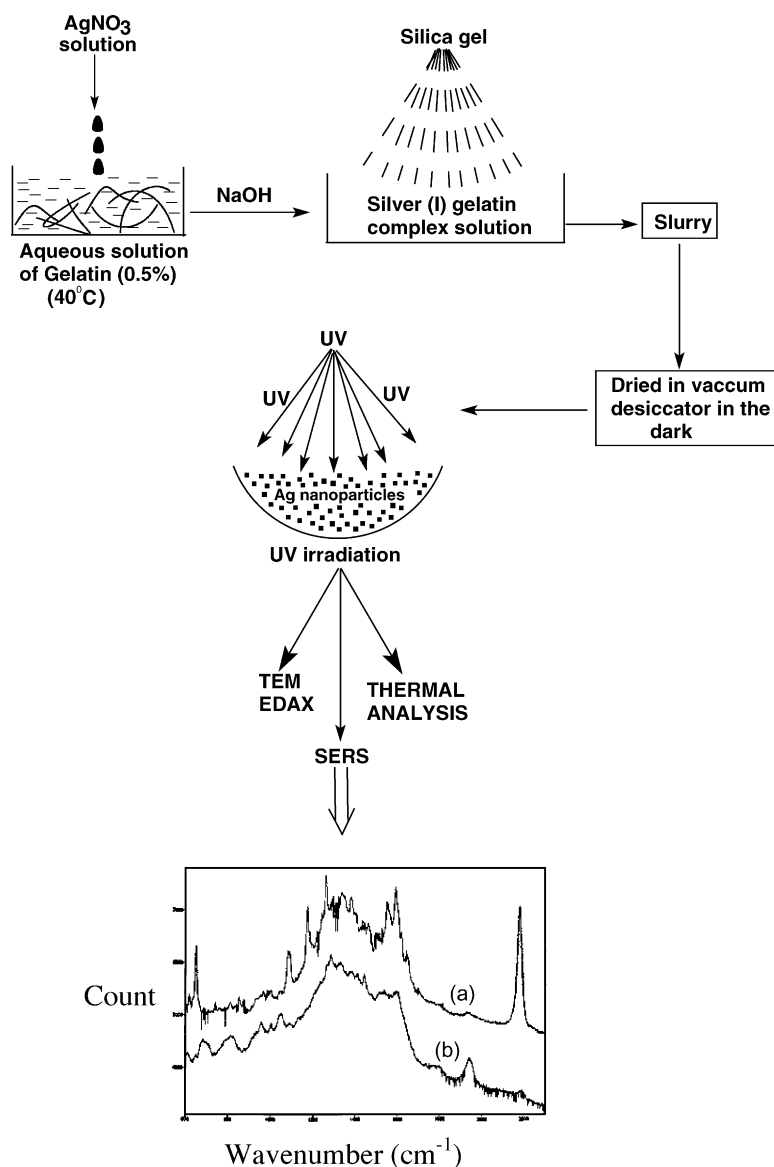 AgNO3
solution
Silica gel
NaOH
Silver (I) gelatin
complex solution
Slurry
Aqueous solution
of Gelatin (0.5%)
(40°C)
UV
UV
UV
Dried in vaccum
desiccator in the
dark
Ag nanoparticles
UV irradiation
TEM
EDAX
THERMAL
ANALYSIS
SERS
Count
(a)
(b)
Wavenumber (cm-1)